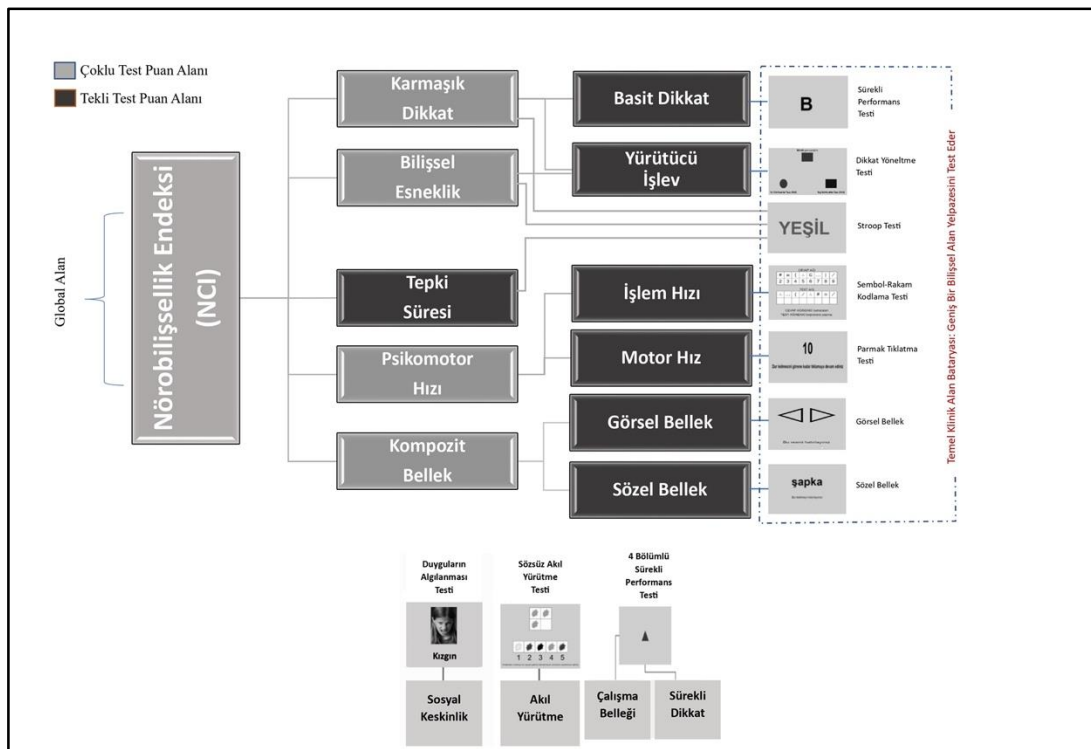 Çoklu Test Puan Alanı
Tekli Test Puan Alanı
Global Alan
Nörobilişsellik Endeksi
(NCI)
Karmaşık
Dikkat
Bilişsel
Esneklik
Tepki
Süresi
Psikomotor
Hızı
Kompozit
Bellek
Basit Dikkat
Yürütücü
İşlev
İşlem Hızı
Motor Hız
Görsel Bellek
Sözel Bellek
B
Sürekli
Performans
Testi
Dikkat Yöneltme
Testi
YEŞİL
Stroop Testi
Sembol-Rakam
Kodlama Testi
10
Parmak Tıklatma
Testi
Görsel Bellek
şapka
Sözel Bellek
Temel Klinik Alan Bataryası: Geniş Bir Bilişsel Alan Yelpazesini Test Eder
Duyguların
Algılanması
Testi
Kızgın
Sosyal
Keskinlik
Sözsüz Akıl
Yürütme
Testi
1 2 3 4 5
Akıl
Yürütme
4 Bölümlü
Sürekli
Performans
Testi
Çalışma
Belleği
Sürekli
Dikkat